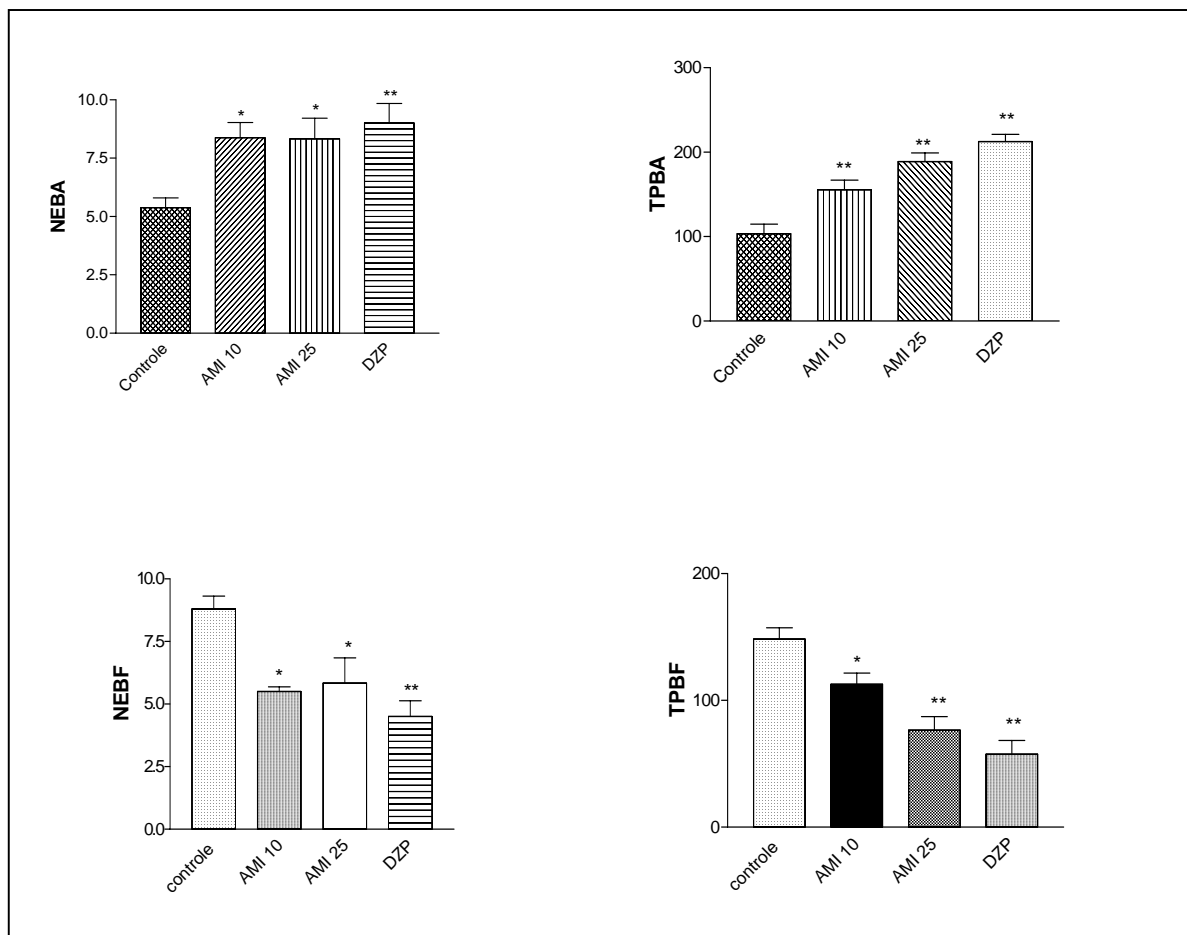 NEBA
10.0
7.5
5.0
2.5
0.0
* * **
Controle AMI 10 AMI 25 DZP
TPBA
300
200
100
0
** ** **
Controle AMI 10 AMI 25 DZP
NEBF
10.0
7.5
5.0
2.5
0.0
* * **
controle AMI 10 AMI 25 DZP
TPBF
200
100
0
* ** **
controle AMI 10 AMI 25 DZP